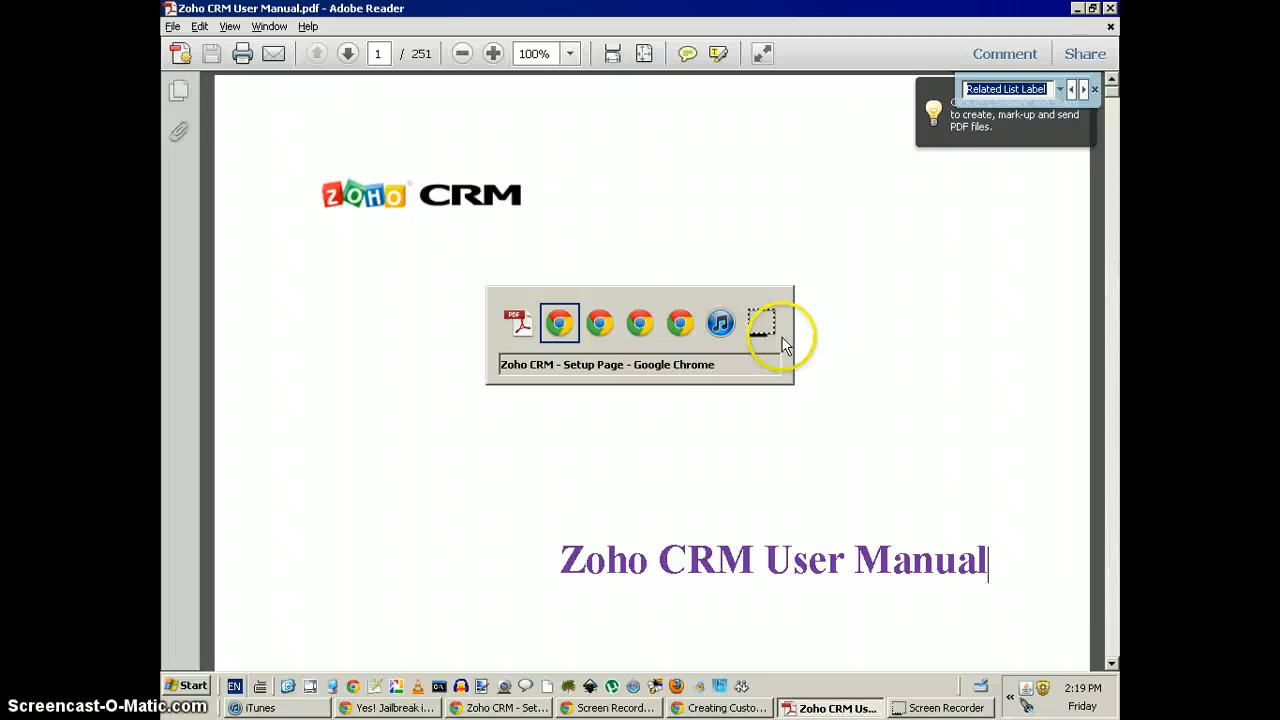 Zoho CRM User Manual.pdf - Adobe Reader
File Edit View Window Help
1 / 251 100% Comment Share
Related List Label
to create, mark-up and send
PDF files.
ZOHO CRM
PDF
Zoho CRM - Setup Page - Google Chrome
Zoho CRM User Manual
Start EN 2:19 PM
iTunes Yes! Jailbreak i... Zoho CRM - Set... Screen Record... Creating Custo... Zoho CRM Us... Screen Recorder Friday
Screencast-O-Matic.com